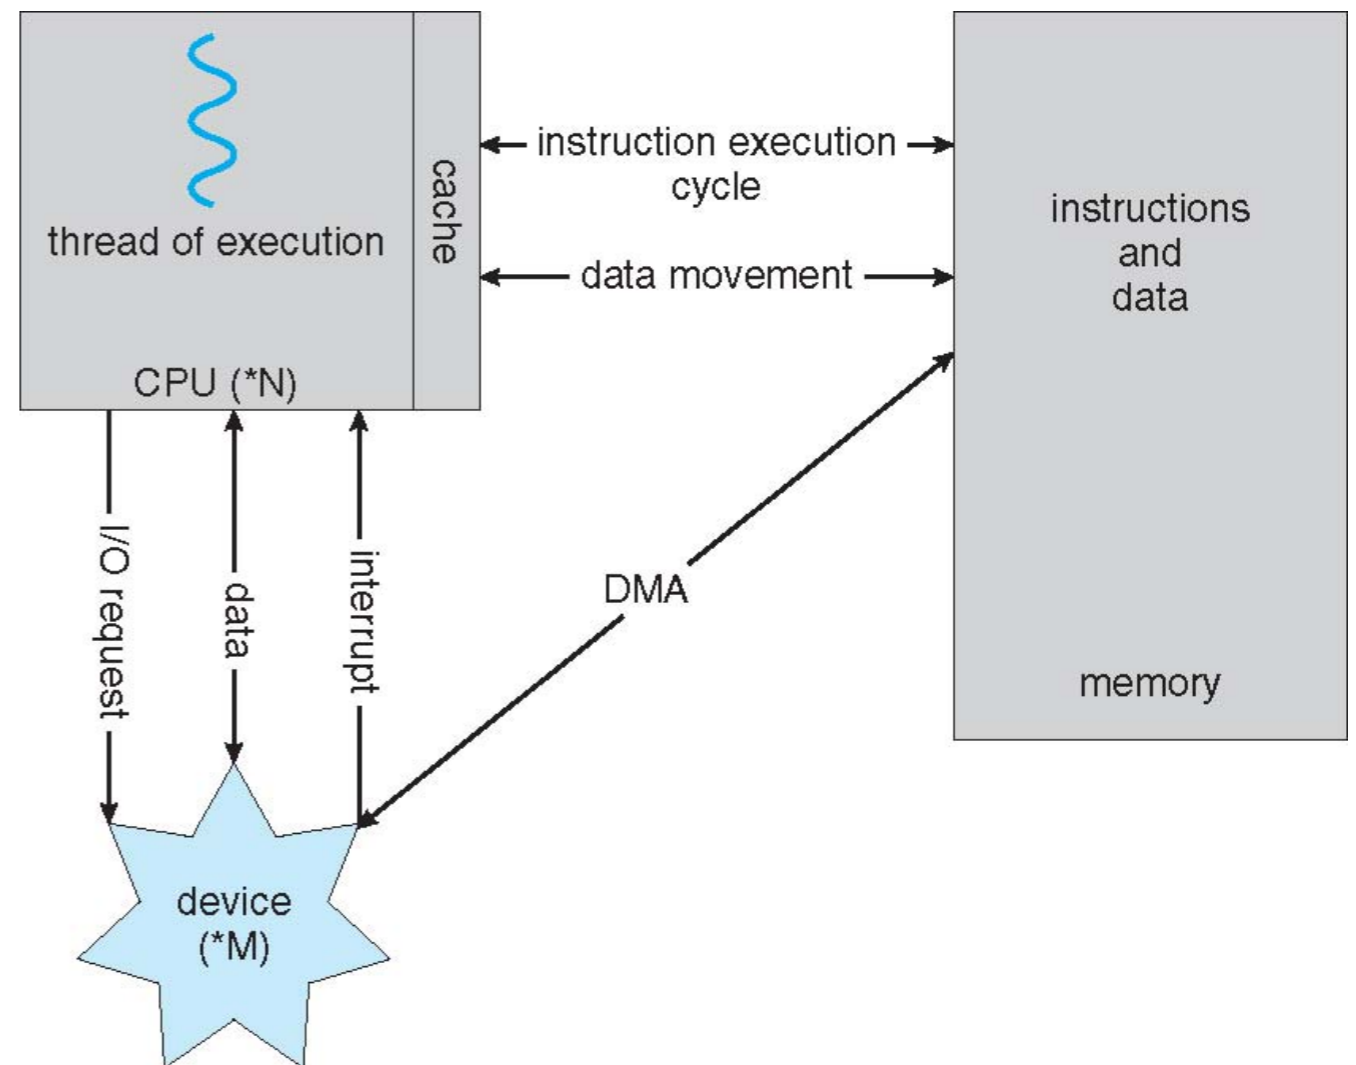 thread of execution
CPU (*N)
cache
instruction execution
cycle
data movement
instructions
and
data
memory
I/O request
data
interrupt
DMA
device
(*M)